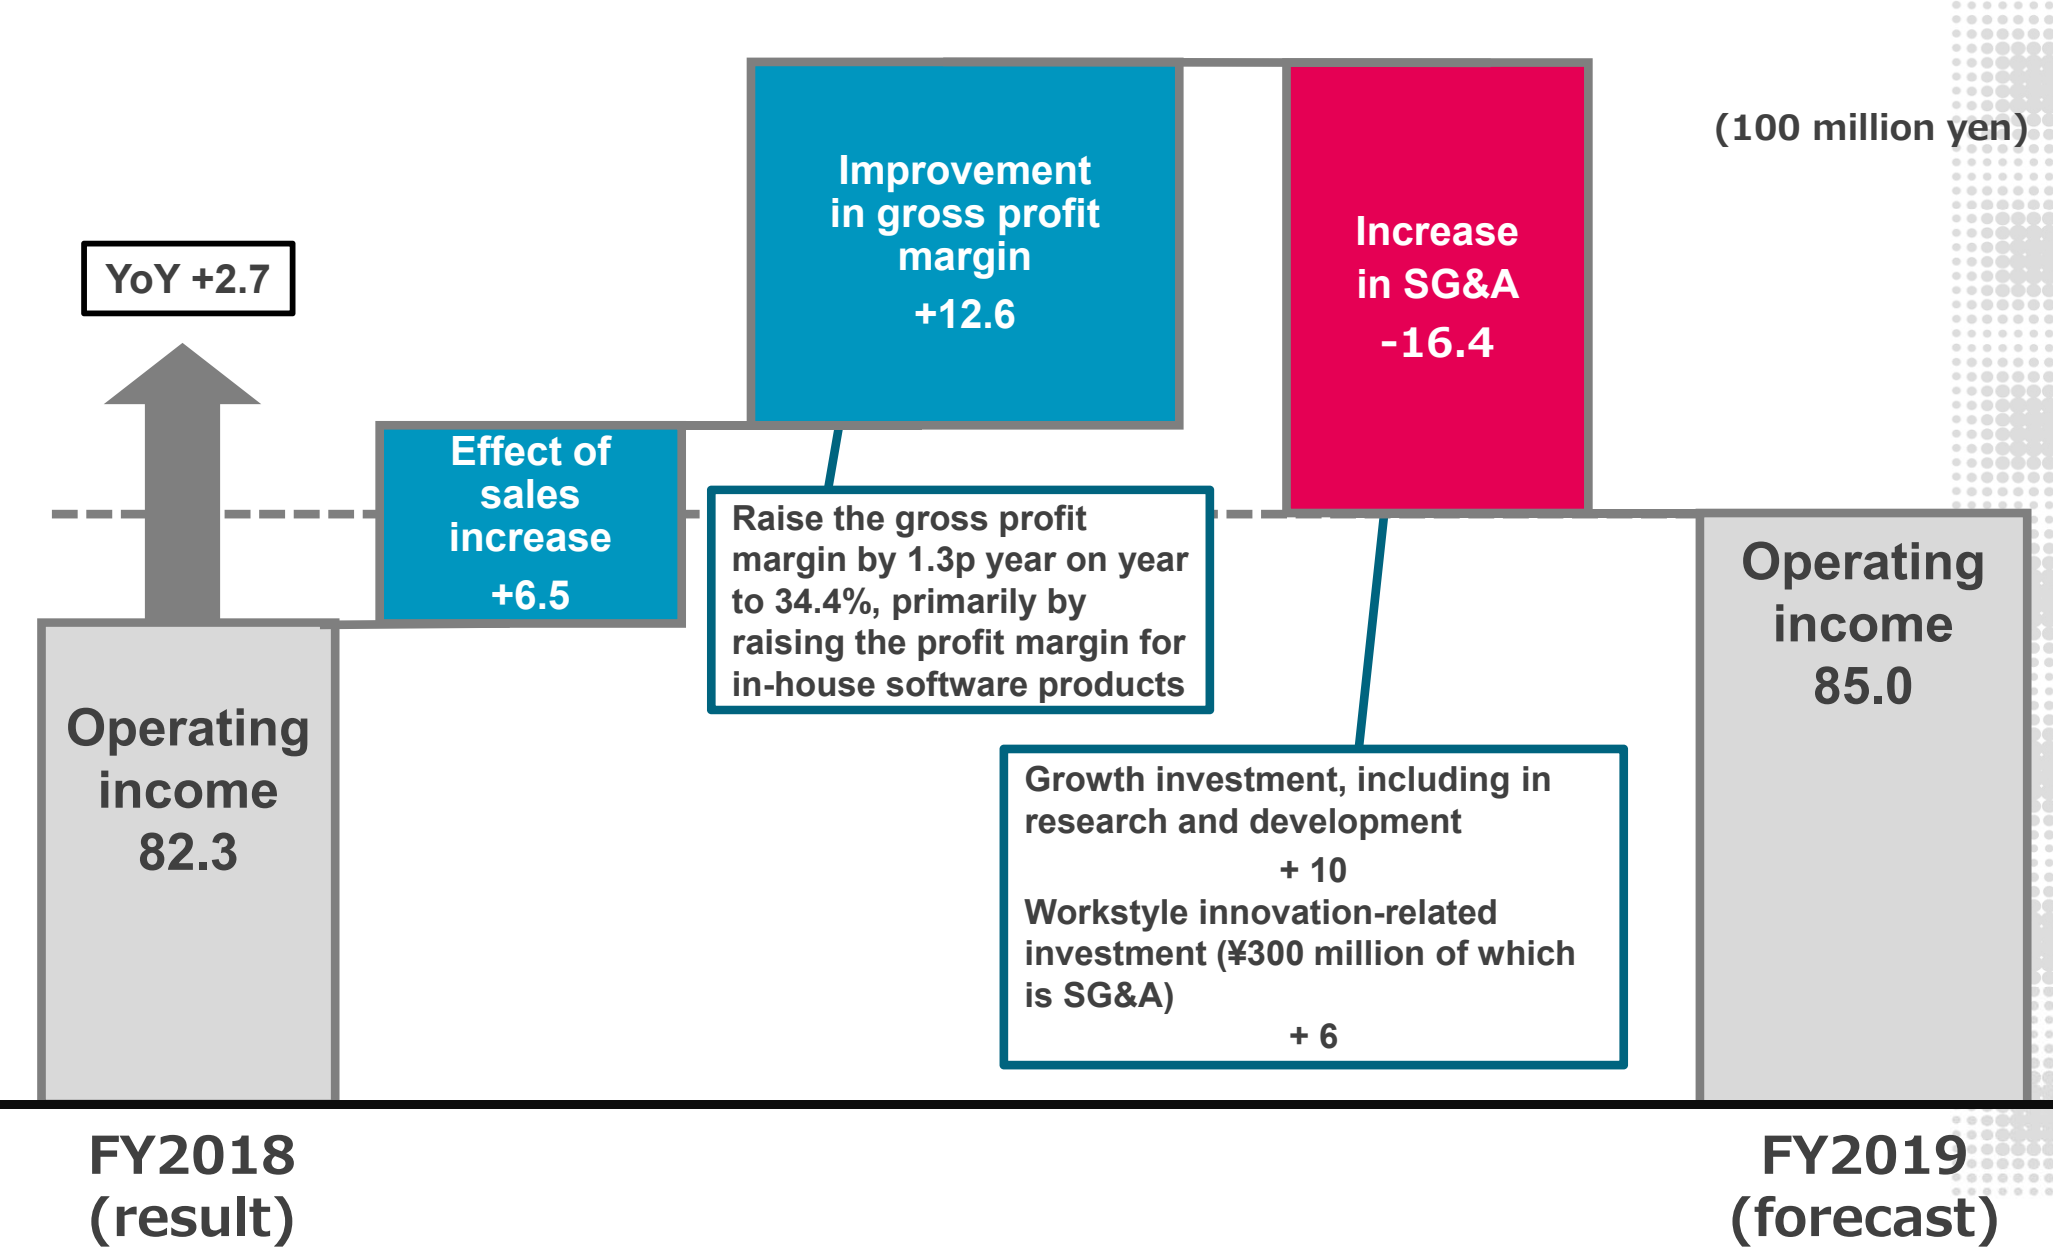 (100 million yen)
YoY +2.7
Operating
income
82.3
Effect of
sales
increase
+6.5
Improvement
in gross profit
margin
+12.6
Raise the gross profit
margin by 1.3p year on year
to 34.4%, primarily by
raising the profit margin for
in-house software products
Increase
in SG&A
-16.4
Growth investment, including in
research and development
+ 10
Workstyle innovation-related
investment (¥300 million of which
is SG&A)
+ 6
Operating
income
85.0
FY2018
(result)
FY2019
(forecast)